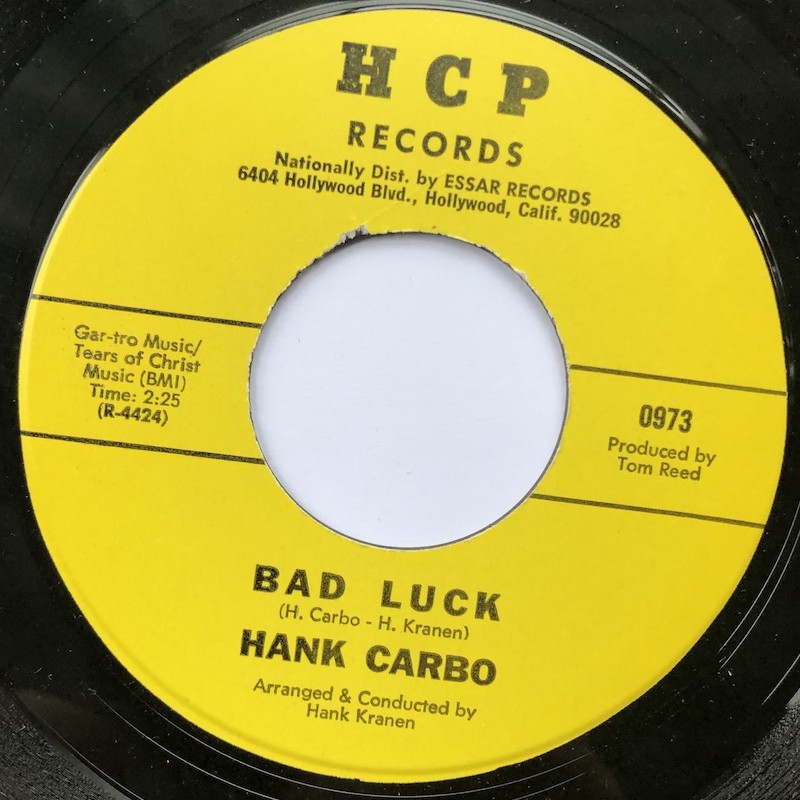 H C P
RECORDS
Nationally Dist. by ESSAR RECORDS
6404 Hollywood Blvd., Hollywood, Calif. 90028
Gar-tro Music/
Tears of Christ
Music (BMI)
Time: 2:25
(R-4424)
0973
Produced by
Tom Reed
BAD LUCK
(H. Carbo - H. Kranen)
HANK CARBO
Arranged & Conducted by
Hank Kranen